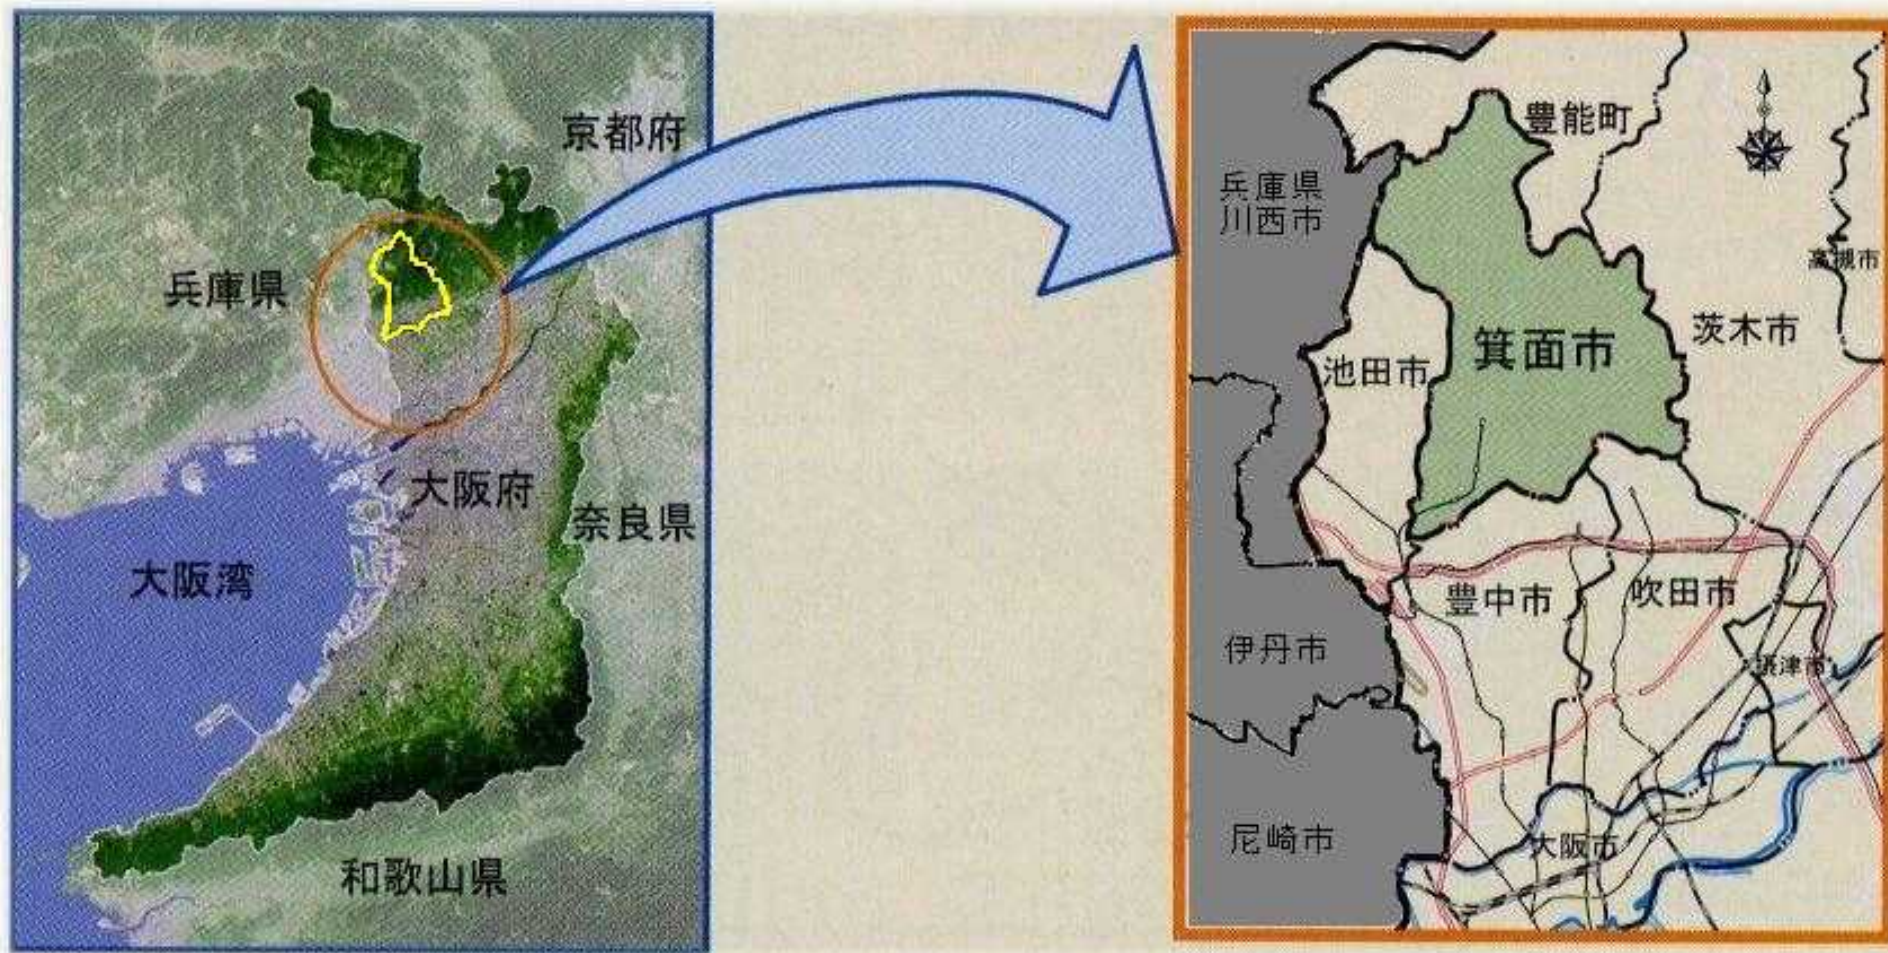 京都府
兵庫県
大阪府
奈良県
大阪湾
和歌山県
豊能町
兵庫県
川西市
高槻市
茨木市
箕面市
池田市
豊中市
吹田市
伊丹市
摂津市
尼崎市
大阪市